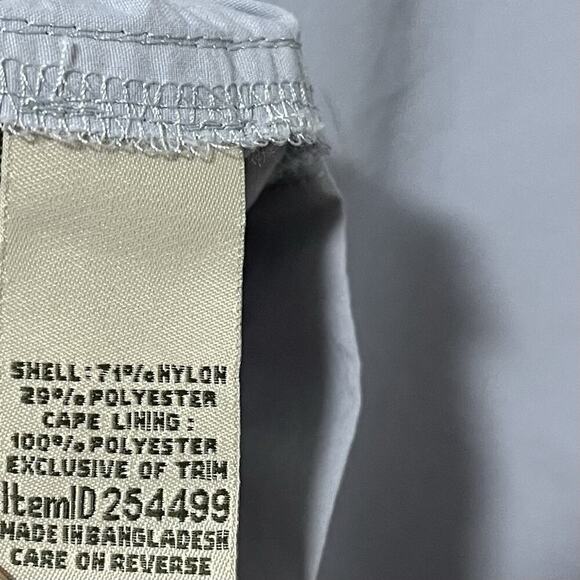 SHELL: 71% NYLON
29% POLYESTER
CAPE LINING:
100% POLYESTER
EXCLUSIVE OF TRIM
ItemID 254499
MADE IN BANGLADESH
CARE ON REVERSE